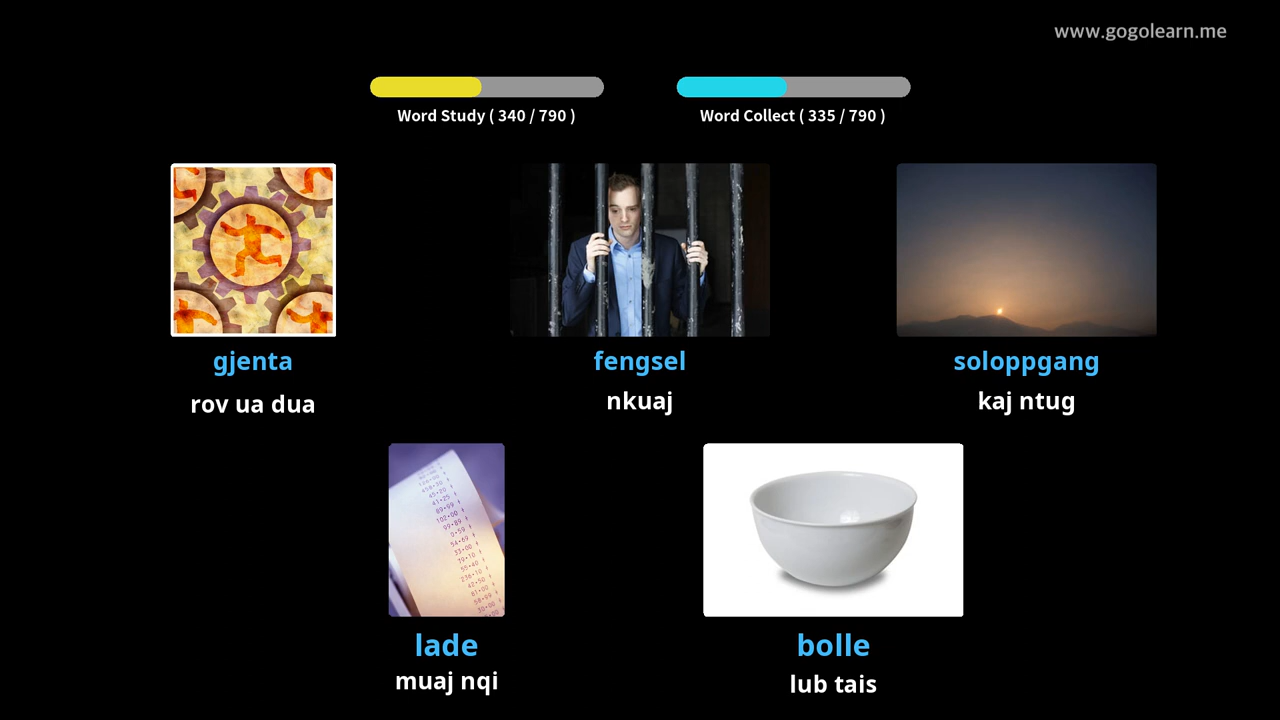 www.gogolearn.me
Word Study ( 340 / 790 )
Word Collect ( 335 / 790 )
gjenta
fengsel
soloppgang
rov ua dua
nkuaj
kaj ntug
lade
bolle
muaj nqi
lub tais